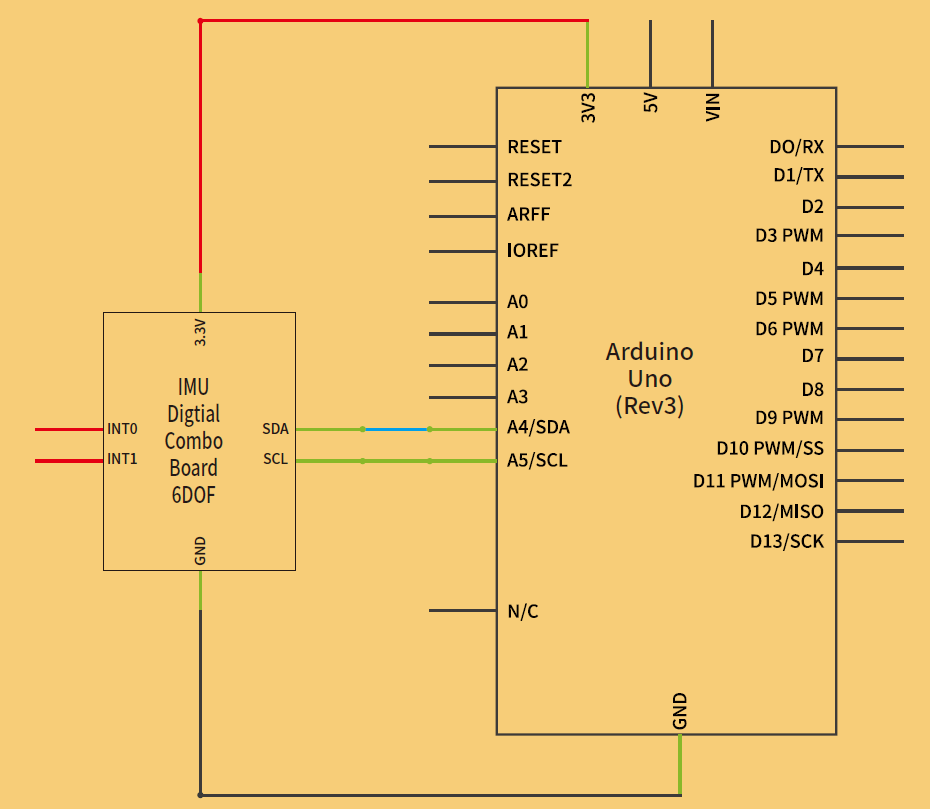 3V3
5V
VIN
RESET
RESET2
ARFF
IOREF
A0
A1
A2
A3
A4/SDA
A5/SCL
N/C
Arduino
Uno
(Rev3)
DO/RX
D1/TX
D2
D3 PWM
D4
D5 PWM
D6 PWM
D7
D8
D9 PWM
D10 PWM/SS
D11 PWM/MOSI
D12/MISO
D13/SCK
GND
3.3V
IMU
Digtial
Combo
Board
6DOF
INT0
INT1
SDA
SCL
GND